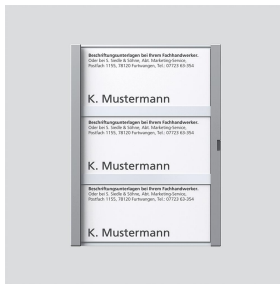 Beschriftungsunterlagen bei Ihrem Fachhandwerker.
Oder bei S. Siedle & Söhne, Abt. Marketing-Service,
Postfach 1155, 78120 Furtwangen, Tel.: 07723 63-354
K. Mustermann
Beschriftungsunterlagen bei Ihrem Fachhandwerker.
Oder bei S. Siedle & Söhne, Abt. Marketing-Service,
Postfach 1155, 78120 Furtwangen, Tel.: 07723 63-354
K. Mustermann
Beschriftungsunterlagen bei Ihrem Fachhandwerker.
Oder bei S. Siedle & Söhne, Abt. Marketing-Service,
Postfach 1155, 78120 Furtwangen, Tel.: 07723 63-354
K. Mustermann